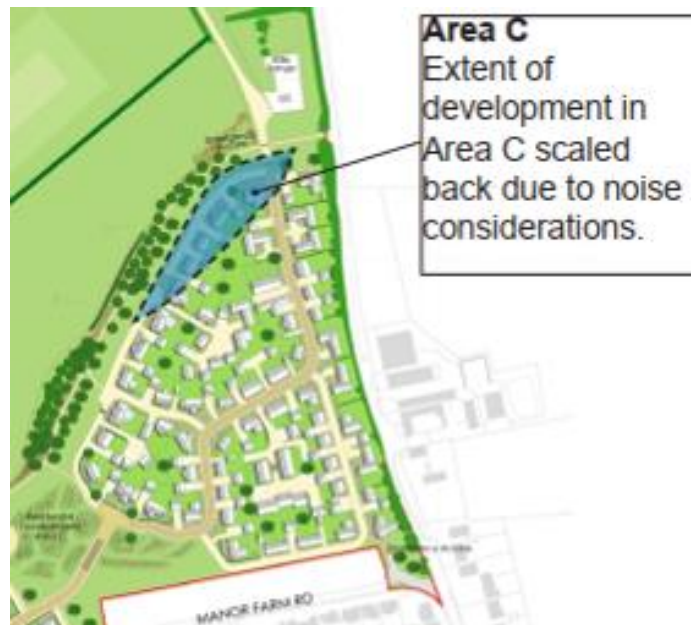 Area C
Extent of
development in
Area C scaled
back due to noise
considerations.
MANOR FARM RD